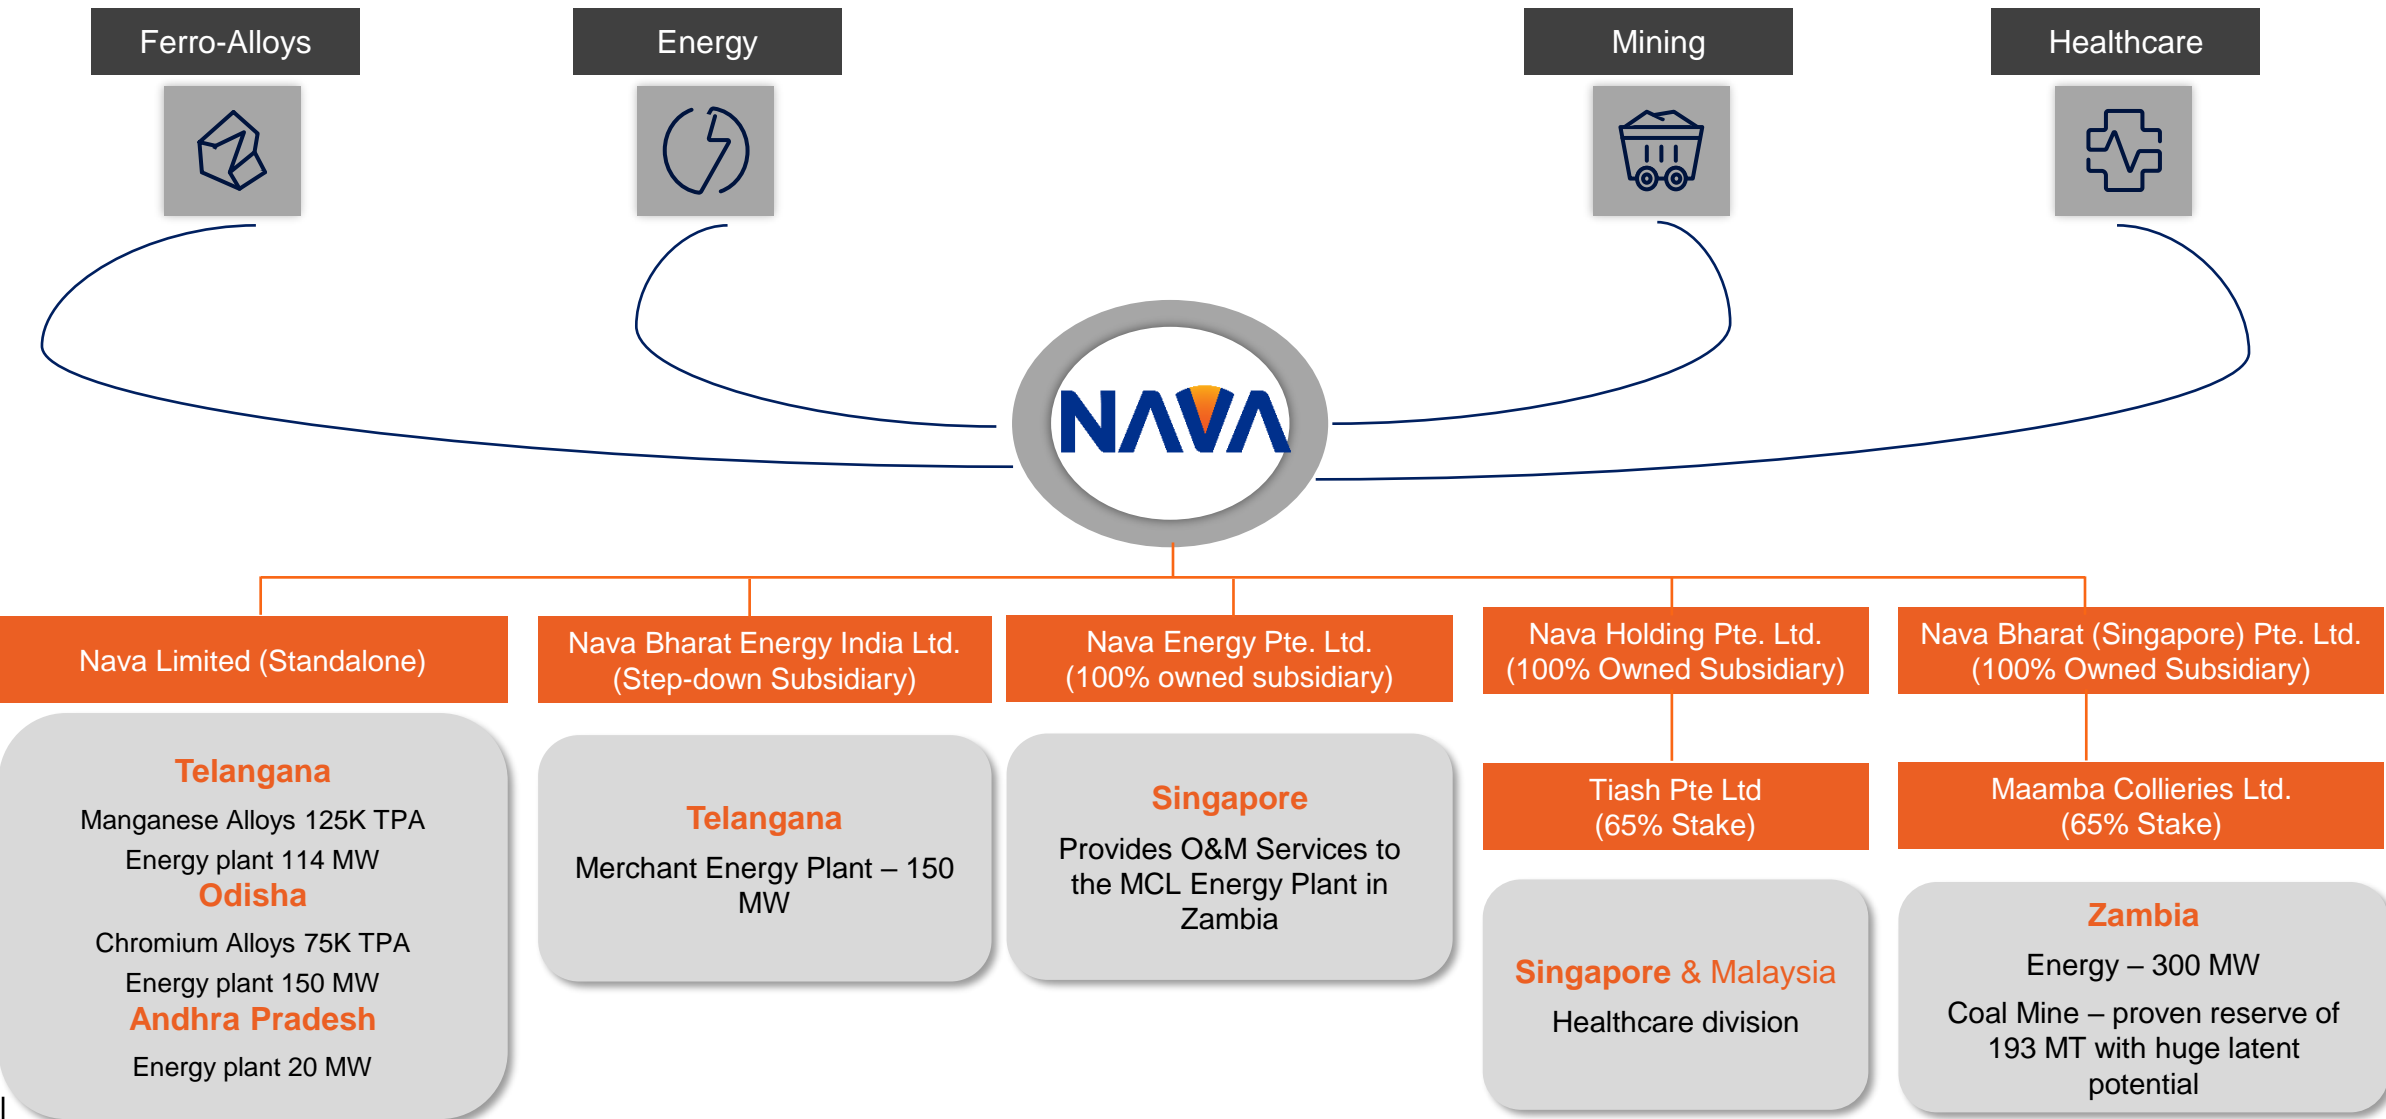 Ferro-Alloys
Energy
Mining
Healthcare
NAVA
Nava Limited (Standalone)
Telangana
Manganese Alloys 125K TPA
Energy plant 114 MW
Odisha
Chromium Alloys 75K TPA
Energy plant 150 MW
Andhra Pradesh
Energy plant 20 MW
Nava Bharat Energy India Ltd.
(Step-down Subsidiary)
Telangana
Merchant Energy Plant – 150
MW
Nava Energy Pte. Ltd.
(100% owned subsidiary)
Singapore
Provides O&M Services to
the MCL Energy Plant in
Zambia
Nava Holding Pte. Ltd.
(100% Owned Subsidiary)
Tiash Pte Ltd
(65% Stake)
Singapore & Malaysia
Healthcare division
Nava Bharat (Singapore) Pte. Ltd.
(100% Owned Subsidiary)
Maamba Collieries Ltd.
(65% Stake)
Zambia
Energy – 300 MW
Coal Mine – proven reserve of
193 MT with huge latent
potential